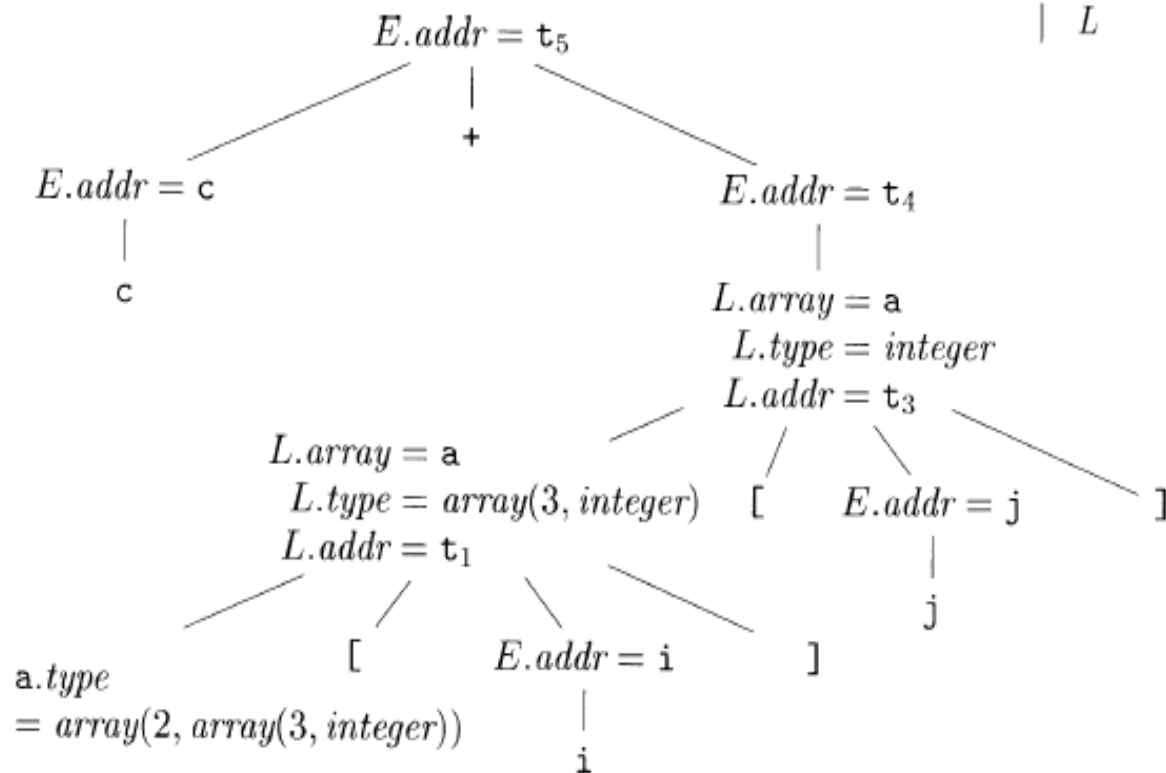 E.addr = t₅
| L
+
E.addr = c
E.addr = t₄
c
L.array = a
L.type = integer
L.addr = t₃
L.array = a
L.type = array(3, integer)
L.addr = t₁
[
E.addr = j
]
j
a.type
= array(2, array(3, integer))
[
E.addr = i
]
i